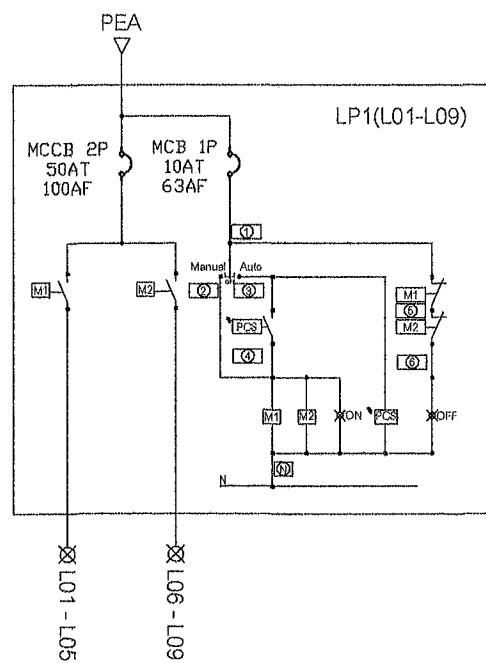 PEA
LP1(L01-L09)
MCCB 2P
50AT
100AF
MCB 1P
10AT
63AF
1
Manual
Auto
2
3
M1
M2
PCS
4
M1
6
M2
6
M1
M2
ON
PCS
OFF
N
N
L01 - L05
L06 - L09